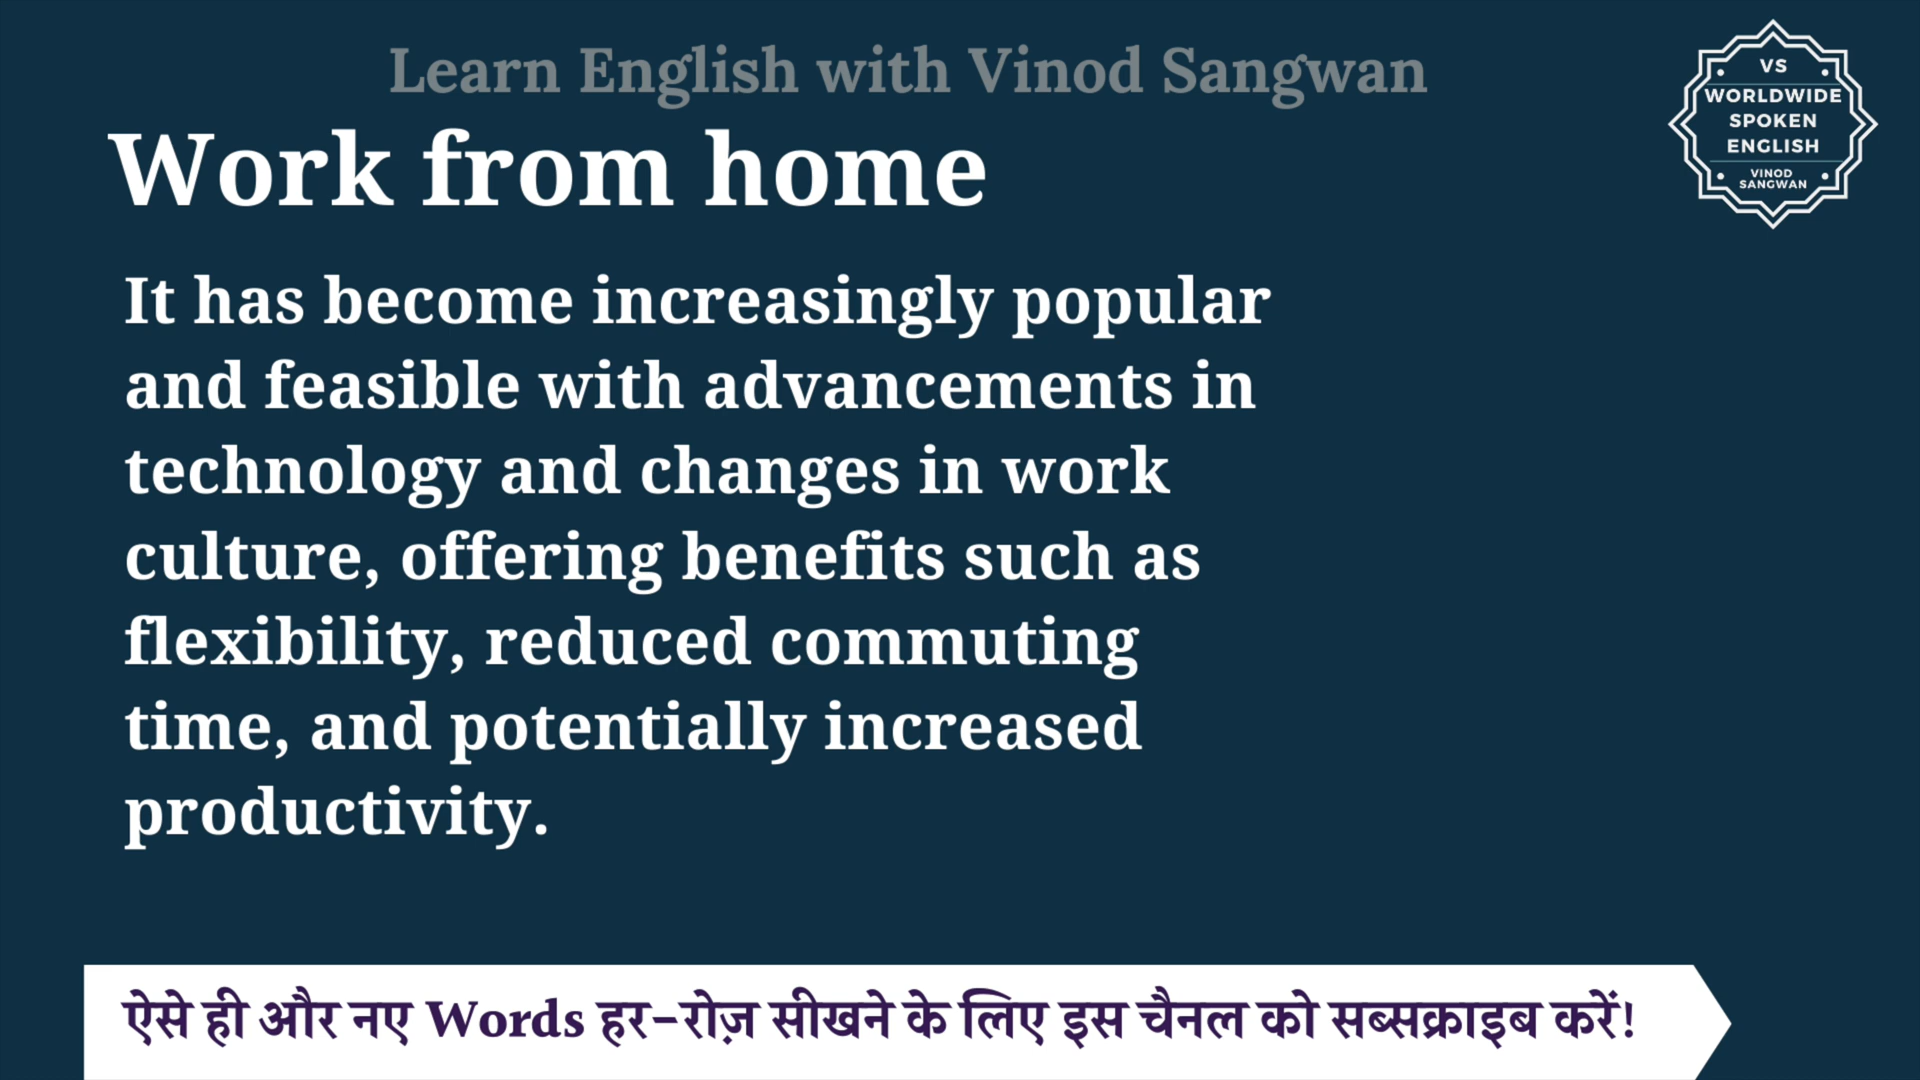 Learn English with Vinod Sangwan
VS
WORLDWIDE
SPOKEN
ENGLISH
VINOD
SANGWAN
Work from home
It has become increasingly popular
and feasible with advancements in
technology and changes in work
culture, offering benefits such as
flexibility, reduced commuting
time, and potentially increased
productivity.
ऐसे ही और नए Words हर-रोज़ सीखने के लिए इस चैनल को सब्सक्राइब करें!